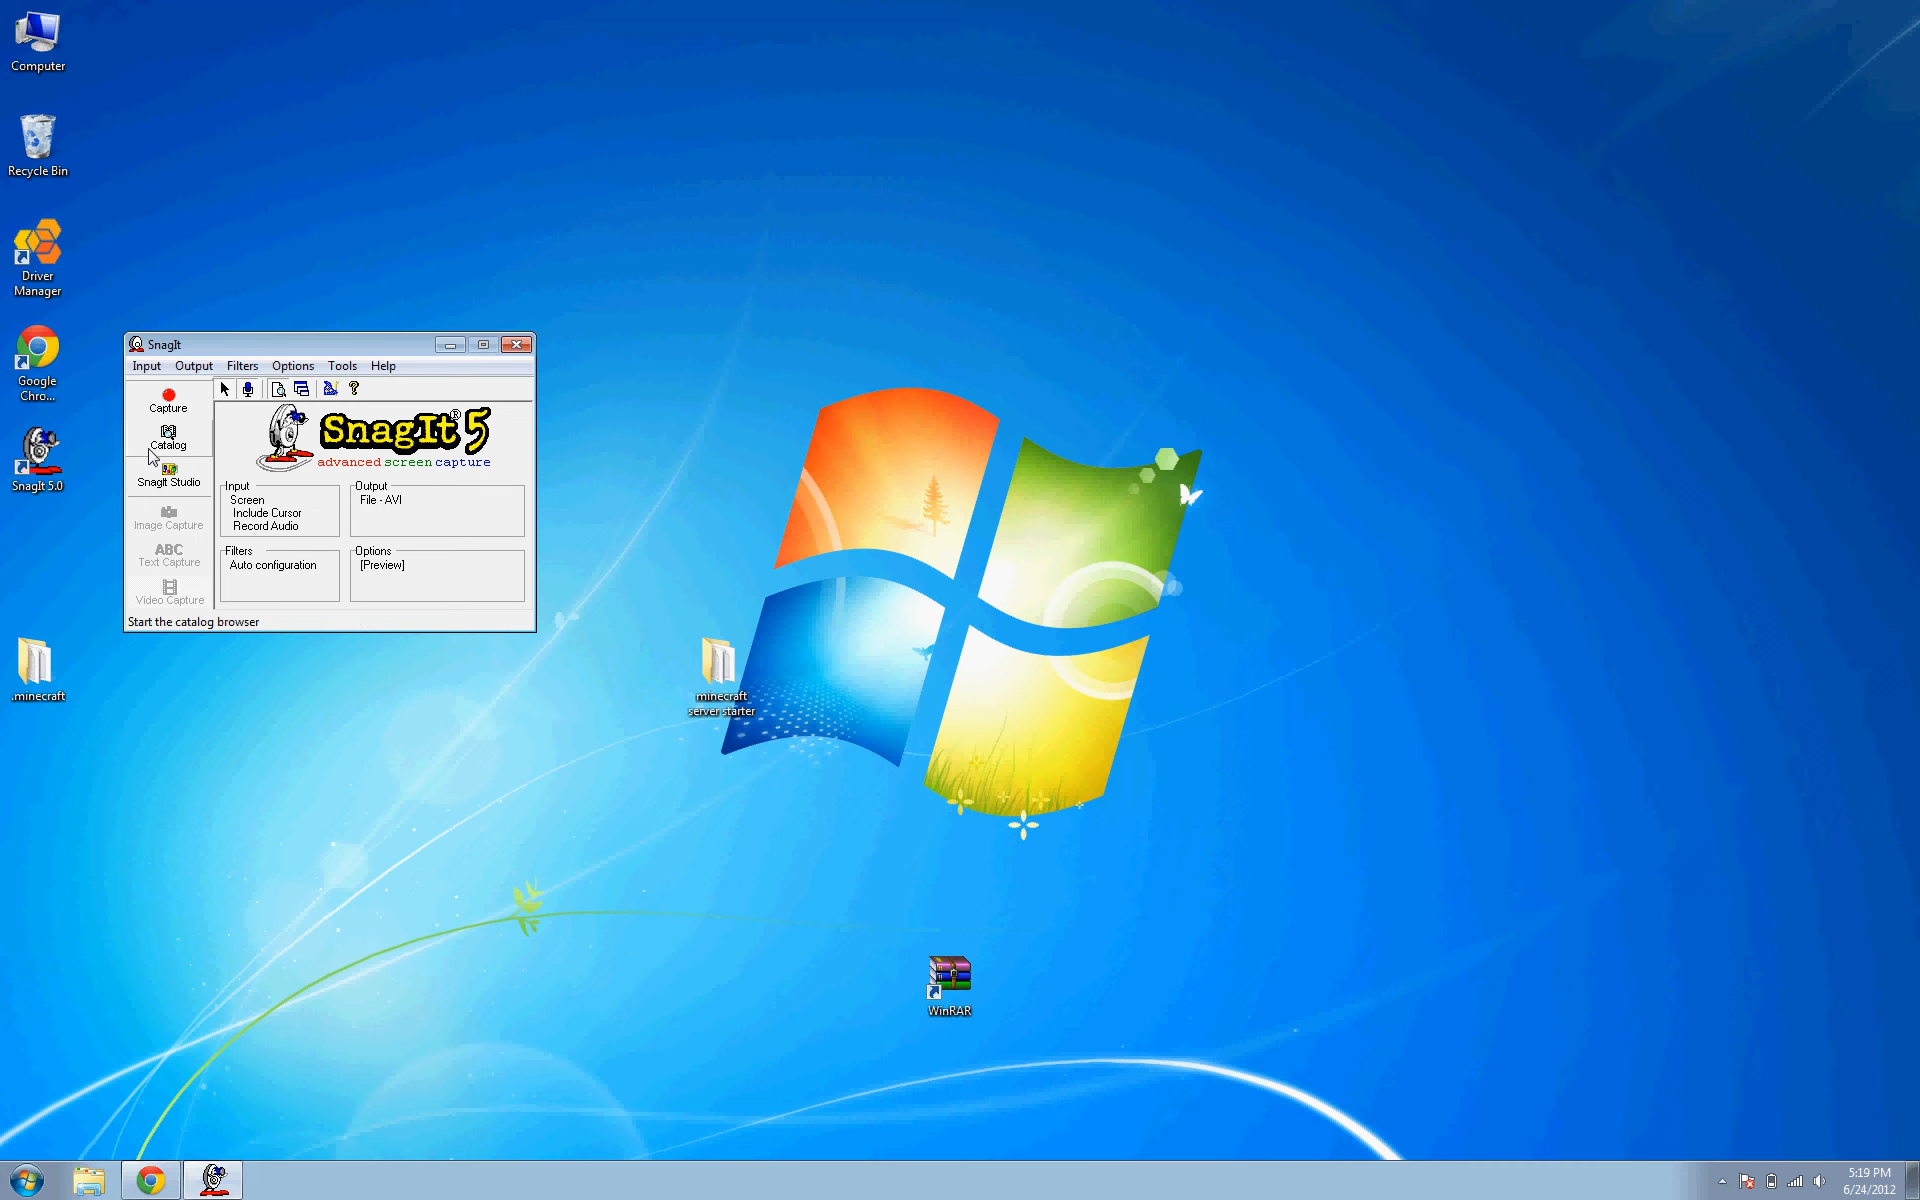 Computer
Recycle Bin
Driver
Manager
Google
Chro...
SnagIt 5.0
.minecraft
SnagIt
Input Output Filters Options Tools Help
Capture
Catalog
SnagIt Studio
Image Capture
ABC
Text Capture
Video Capture
SnagIt® 5
advanced screen capture
Input
Screen
Include Cursor
Record Audio
Output
File - AVI
Filters
Auto configuration
Options
[Preview]
Start the catalog browser
minecraft
server starter
WinRAR
5:19 PM
6/24/2012